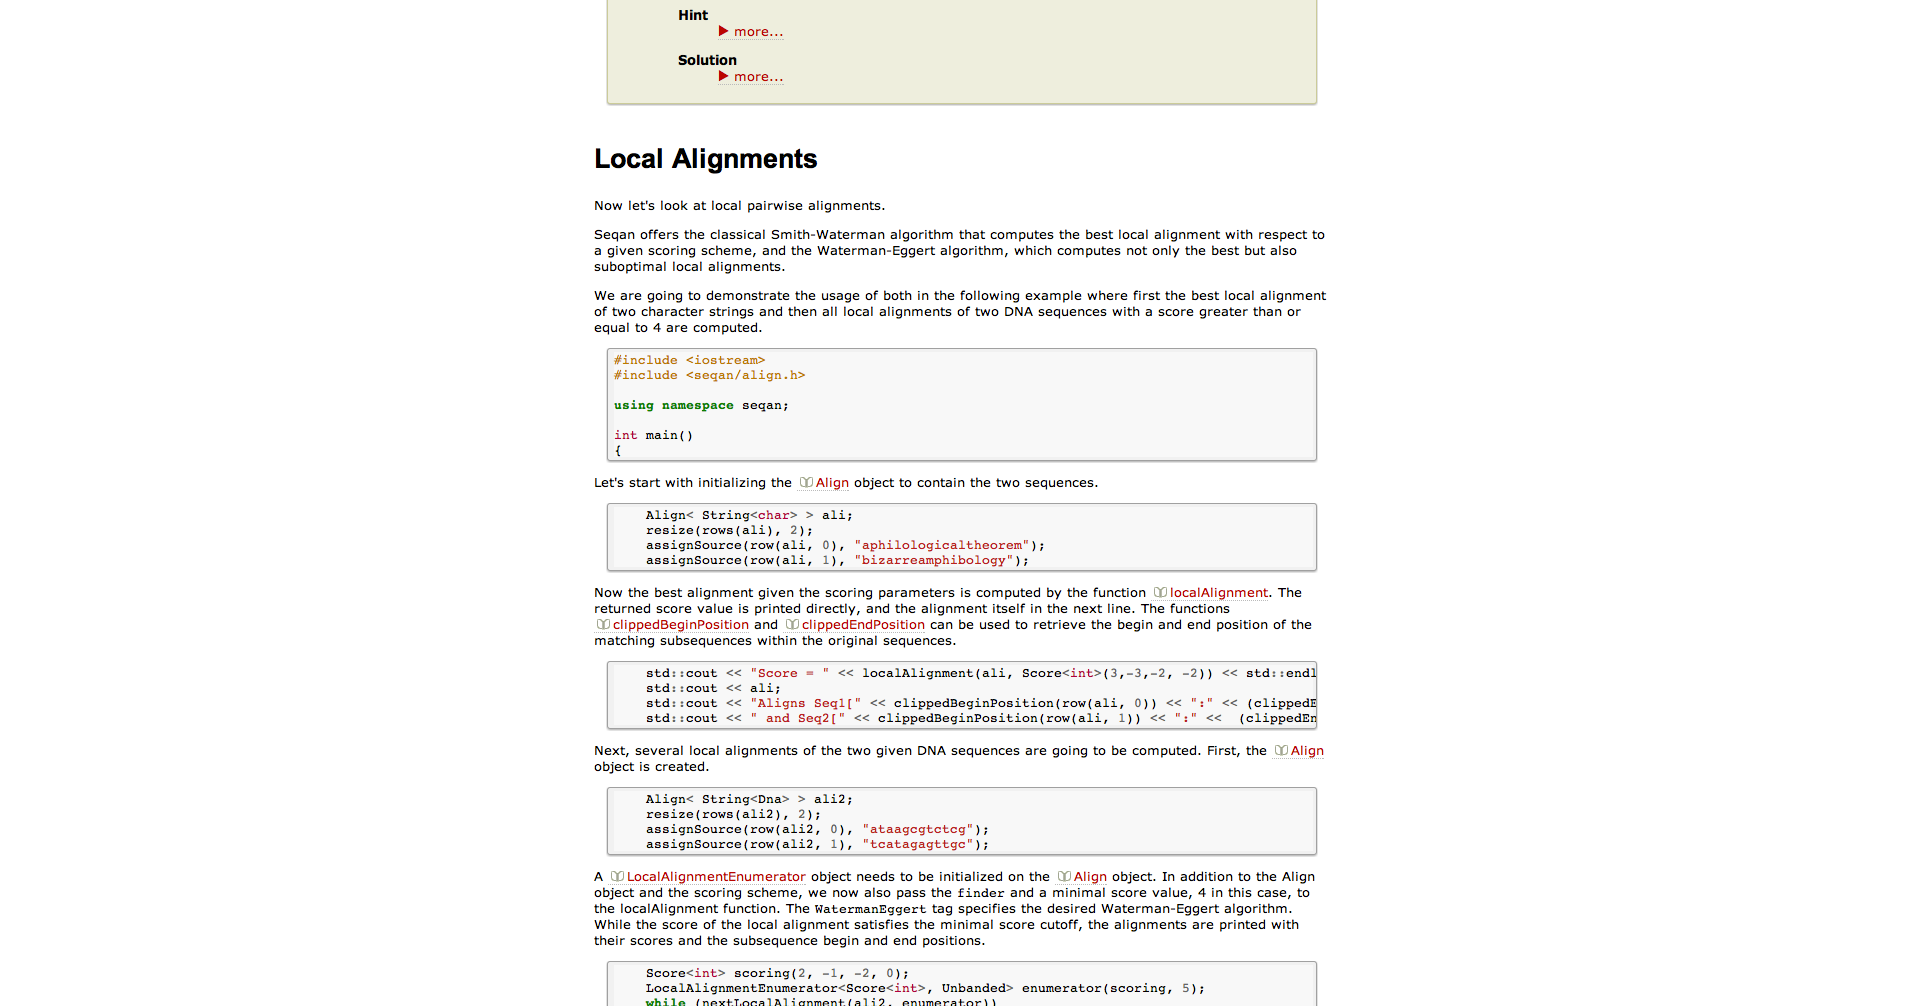 Hint
more...
Solution
more...
Local Alignments
Now let's look at local pairwise alignments.
Seqan offers the classical Smith-Waterman algorithm that computes the best local alignment with respect to
a given scoring scheme, and the Waterman-Eggert algorithm, which computes not only the best but also
suboptimal local alignments.
We are going to demonstrate the usage of both in the following example where first the best local alignment
of two character strings and then all local alignments of two DNA sequences with a score greater than or
equal to 4 are computed.
#include <iostream>
#include <seqan/align.h>
using namespace seqan;
int main()
{
Let's start with initializing the Align object to contain the two sequences.
Align< String<char> > ali;
resize(rows(ali), 2);
assignSource(row(ali, 0), "aphilologicaltheorem");
assignSource(row(ali, 1), "bizarreamphibology");
Now the best alignment given the scoring parameters is computed by the function localAlignment. The
returned score value is printed directly, and the alignment itself in the next line. The functions
clippedBeginPosition and clippedEndPosition can be used to retrieve the begin and end position of the
matching subsequences within the original sequences.
std::cout << "Score = " << localAlignment(ali, Score<int>(3,-3,-2, -2)) << std::endl
std::cout << ali;
std::cout << "Aligns Seq1[" << clippedBeginPosition(row(ali, 0)) << ":" << (clippedE
std::cout << " and Seq2[" << clippedBeginPosition(row(ali, 1)) << ":" <<  (clippedEn
Next, several local alignments of the two given DNA sequences are going to be computed. First, the Align
object is created.
Align< String<Dna> > ali2;
resize(rows(ali2), 2);
assignSource(row(ali2, 0), "ataagcgtctcg");
assignSource(row(ali2, 1), "tcatagagttgc");
A LocalAlignmentEnumerator object needs to be initialized on the Align object. In addition to the Align
object and the scoring scheme, we now also pass the finder and a minimal score value, 4 in this case, to
the localAlignment function. The WatermanEggert tag specifies the desired Waterman-Eggert algorithm.
While the score of the local alignment satisfies the minimal score cutoff, the alignments are printed with
their scores and the subsequence begin and end positions.
Score<int> scoring(2, -1, -2, 0);
LocalAlignmentEnumerator<Score<int>, Unbanded> enumerator(scoring, 5);
while (nextLocalAlignment(ali2, enumerator))